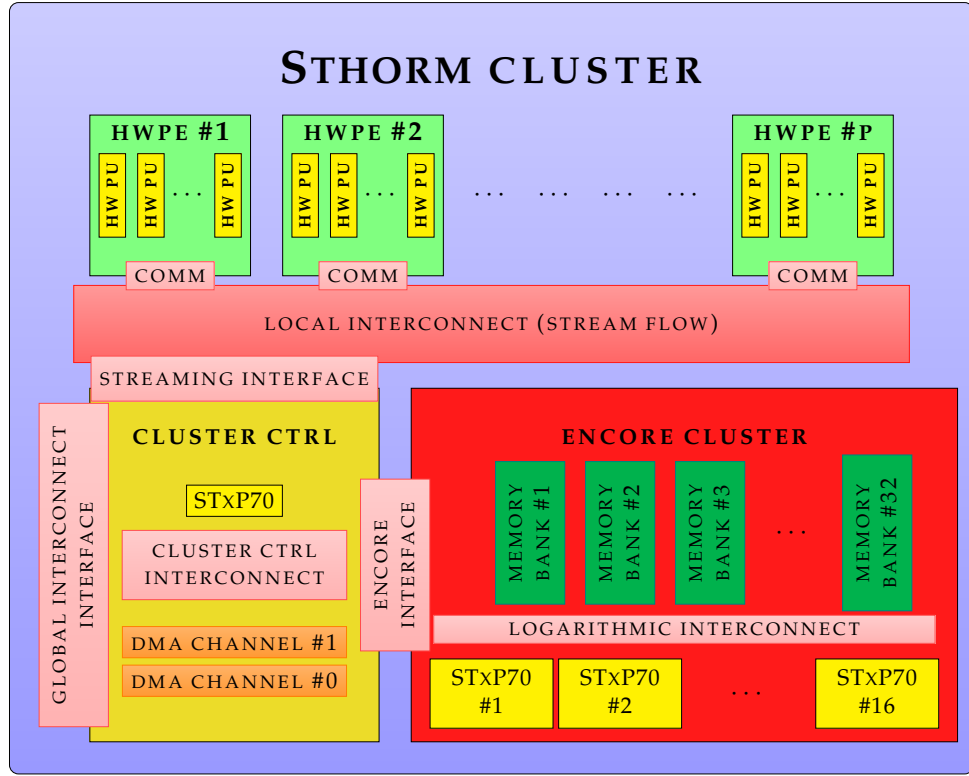 STHORM CLUSTER
HWPE #1
HWPE #2
HWPE #P
HW PU
HW PU
...
HW PU
HW PU
HW PU
...
HW PU
... ... ... ...
HW PU
HW PU
...
HW PU
COMM
COMM
COMM
LOCAL INTERCONNECT (STREAM FLOW)
STREAMING INTERFACE
GLOBAL INTERCONNECT
INTERFACE
CLUSTER CTRL
STXP70
CLUSTER CTRL
INTERCONNECT
DMA CHANNEL #1
DMA CHANNEL #0
ENCORE
INTERFACE
ENCORE CLUSTER
MEMORY
BANK #1
MEMORY
BANK #2
MEMORY
BANK #3
...
MEMORY
BANK #32
LOGARITHMIC INTERCONNECT
STXP70
#1
STXP70
#2
...
STXP70
#16